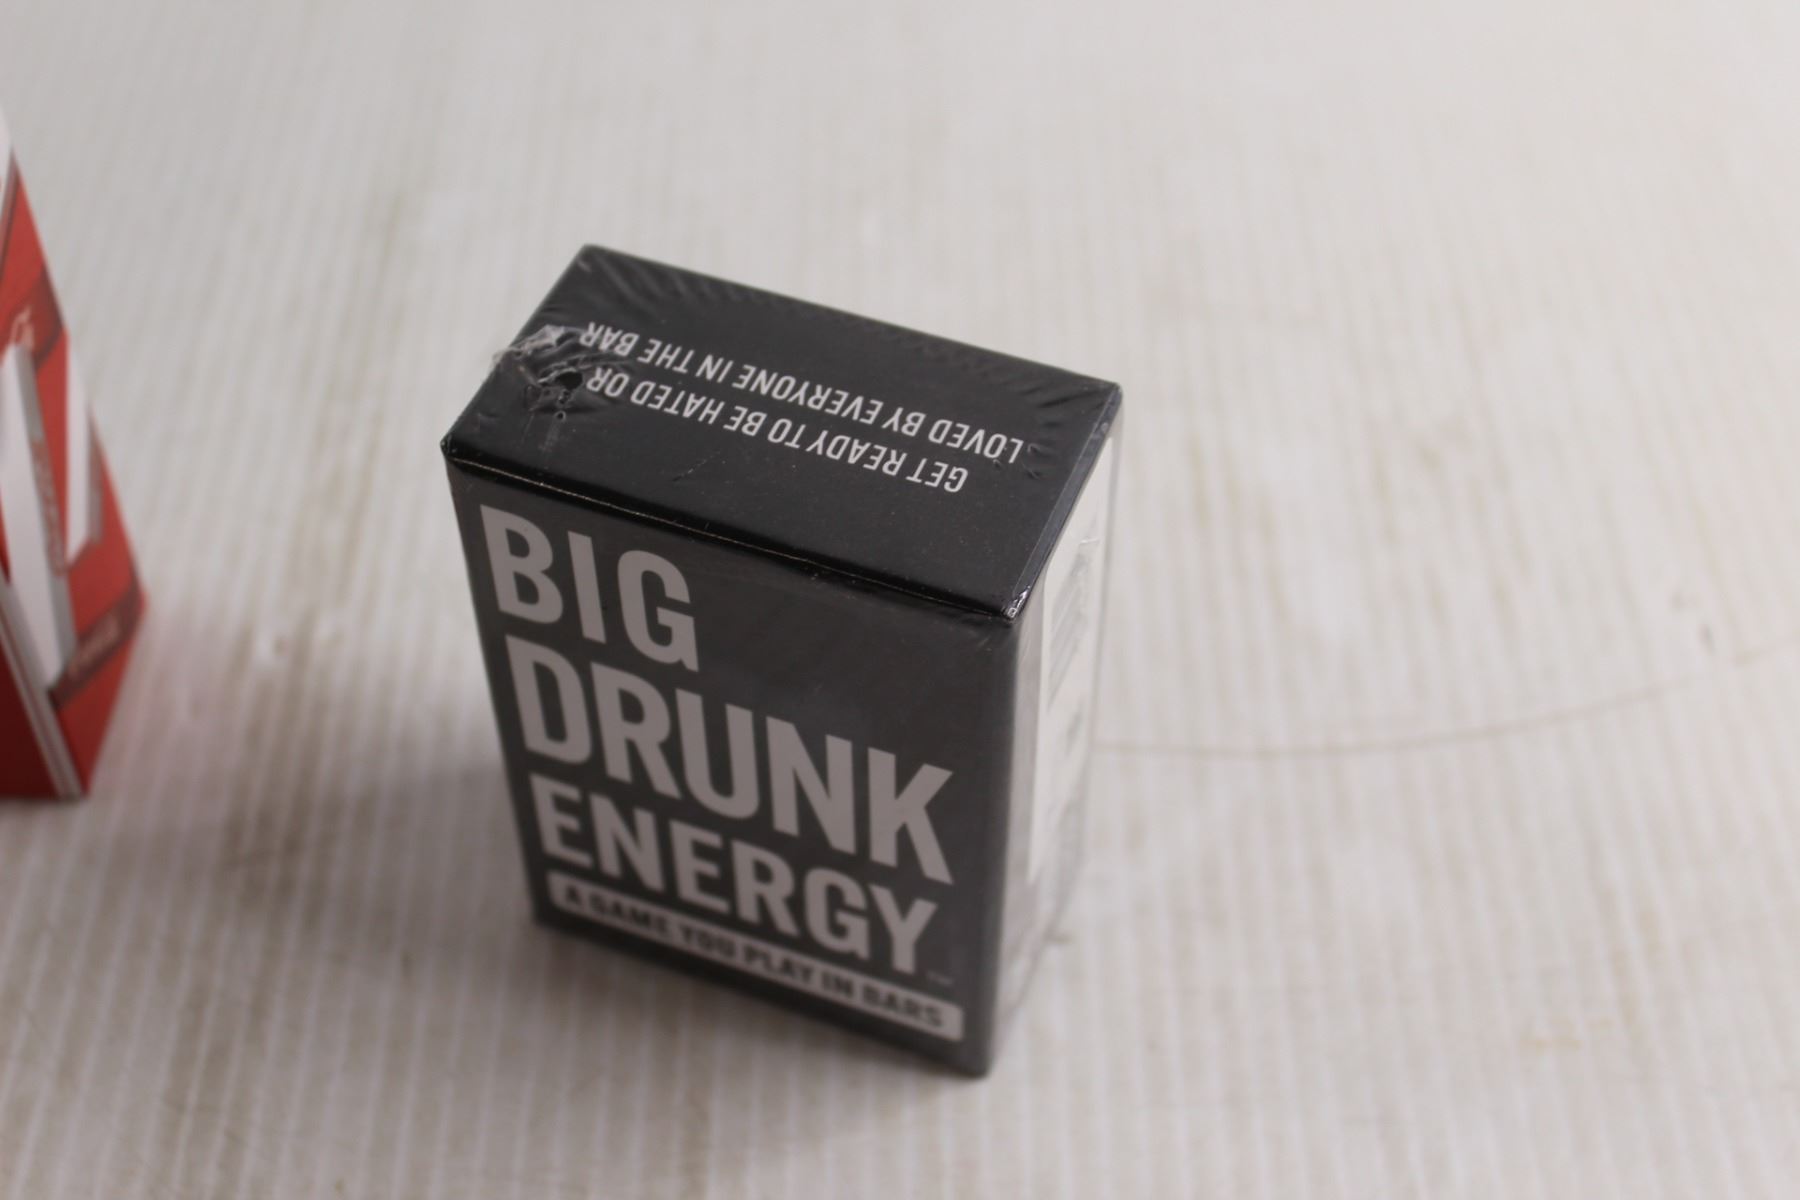 GET READY TO BE HATED OR
LOVED BY EVERYONE IN THE BAR
BIG
DRUNK
ENERGY
A GAME YOU PLAY IN BARS